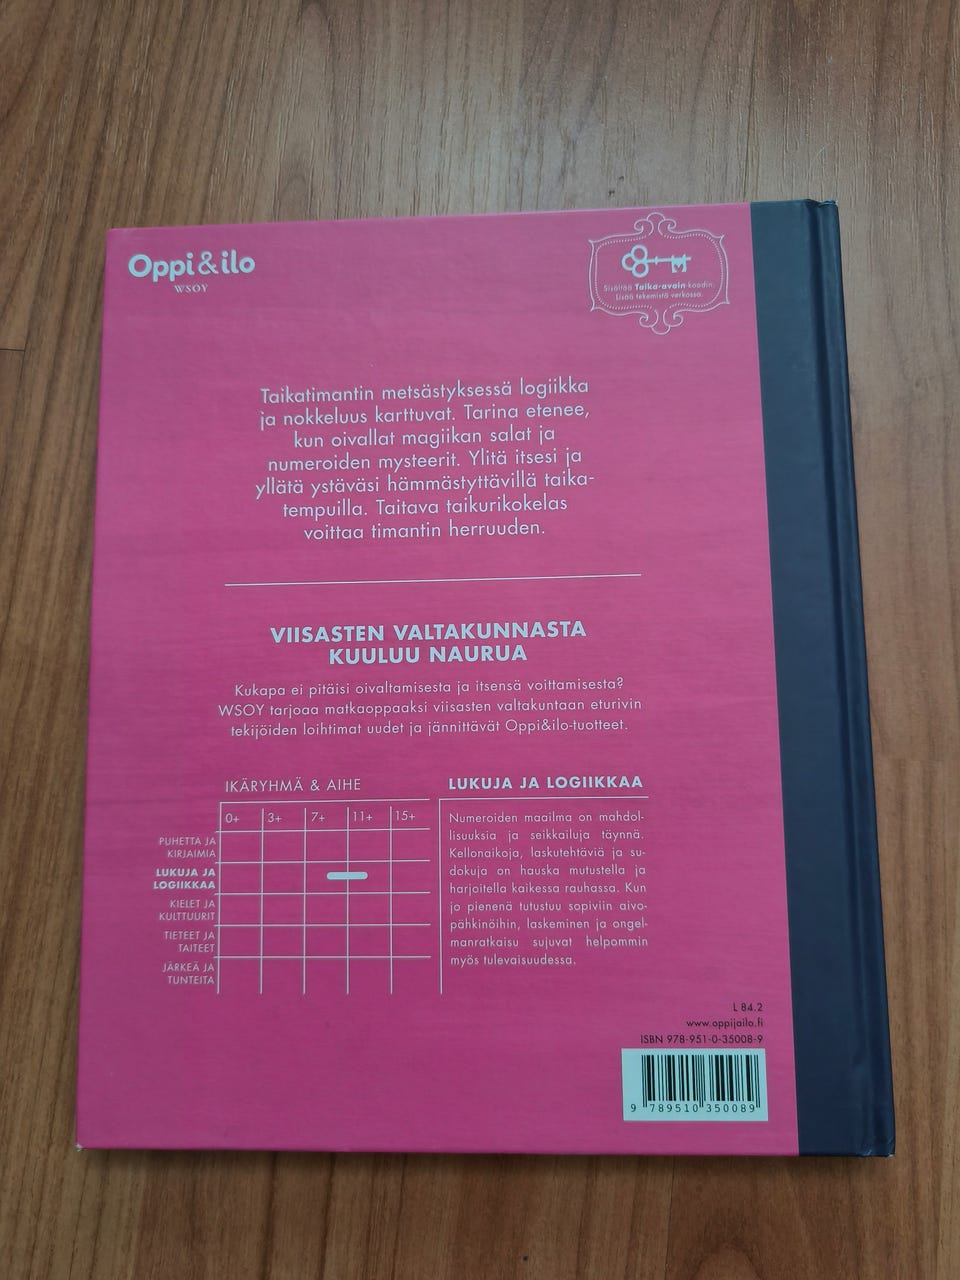 Oppi&ilo
WSOY
Sisältää Taika-avain-koodin.
Lisää tekemistä verkossa.
Taikatimantin metsästyksessä logiikka
ja nokkeluus karttuvat. Tarina etenee,
kun oivallat magiikan salat ja
numeroiden mysteerit. Ylitä itsesi ja
yllätä ystäväsi hämmästyttävillä taika-
tempuilla. Taitava taikurikokelas
voittaa timantin herruuden.
VIISASTEN VALTAKUNNASTA
KUULUU NAURUA
Kukapa ei pitäisi oivaltamisesta ja itsensä voittamisesta?
WSOY tarjoaa matkaoppaaksi viisasten valtakuntaan eturivin
tekijöiden loihtimat uudet ja jännittävät Oppi&ilo-tuotteet.
IKÄRYHMÄ & AIHE
0+ 3+ 7+ 11+ 15+
PUHETTA JA
KIRJAIMIA
LUKUJA JA
LOGIIKKAA
KIELET JA
KULTTUURIT
TIETEET JA
TAITEET
JÄRKEÄ JA
TUNTEITA
LUKUJA JA LOGIIKKAA
Numeroiden maailma on mahdol-
lisuuksia ja seikkailuja täynnä.
Kellonaikoja, laskutehtäviä ja su-
dokuja on hauska mutustella ja
harjoitella kaikessa rauhassa. Kun
jo pienenä tutustuu sopiviin aivo-
pähkinöihin, laskeminen ja ongel-
manratkaisu sujuvat helpommin
myös tulevaisuudessa.
L 84.2
www.oppijailo.fi
ISBN 978-951-0-35008-9
9 789510 350089